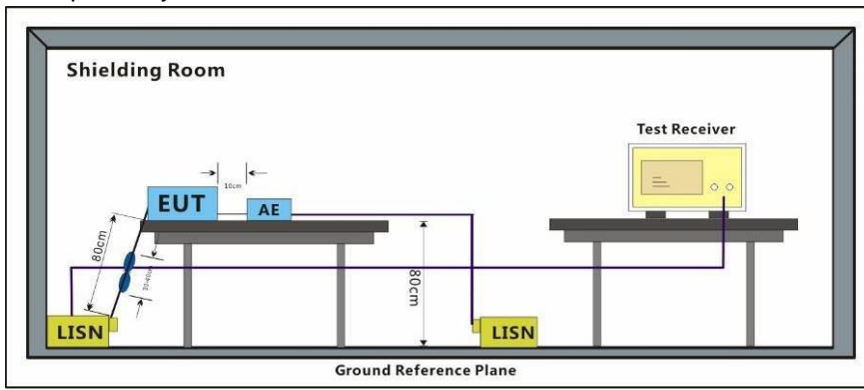 Shielding Room
Test Receiver
10cm
EUT
AE
80cm
80cm
LISN
LISN
Ground Reference Plane